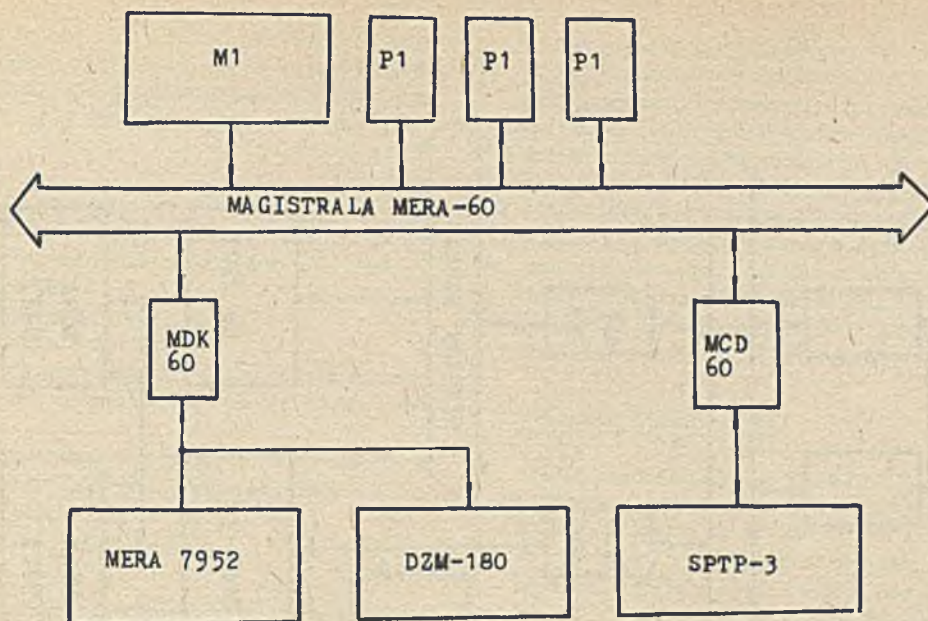 M1
P1
P1
P1
MAGISTRALA MERA-60
MDK
60
MCD
60
MERA 7952
DZM-180
SPTP-3